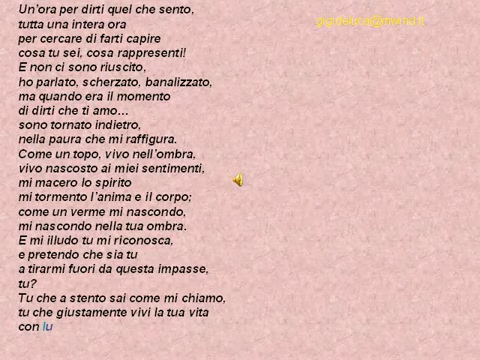 Un'ora per dirti quel che sento,
tutta una intera ora
per cercare di farti capire
cosa tu sei, cosa rappresenti!
E non ci sono riuscito,
ho parlato, scherzato, banalizzato,
ma quando era il momento
di dirti che ti amo…
sono tornato indietro,
nella paura che mi raffigura.
Come un topo, vivo nell'ombra,
vivo nascosto ai miei sentimenti,
mi macero lo spirito
mi tormento l'anima e il corpo;
come un verme mi nascondo,
mi nascondo nella tua ombra.
E mi illudo tu mi riconosca,
e pretendo che sia tu
a tirarmi fuori da questa impasse,
tu?
Tu che a stento sai come mi chiamo,
tu che giustamente vivi la tua vita
con lu